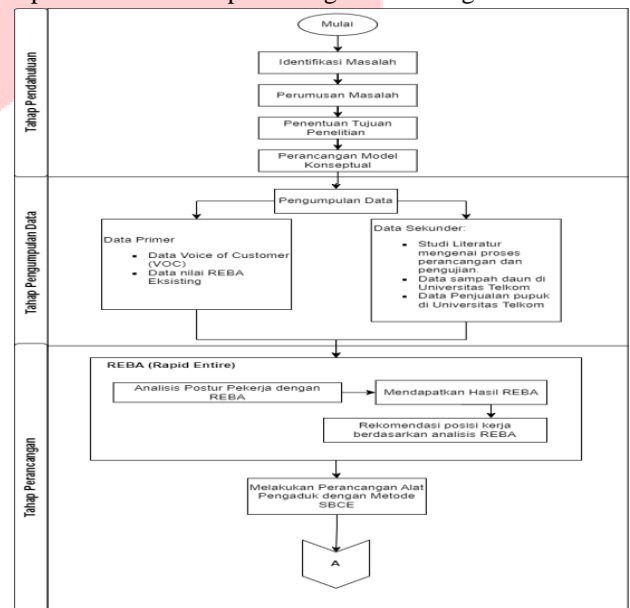 Mulai
Tahap Pendahuluan
Identifikasi Masalah
Perumusan Masalah
Penentuan Tujuan
Penelitian
Perancangan Model
Konseptual
Tahap Pengumpulan Data
Pengumpulan Data
Data Primer
• Data Voice of Customer
(VOC)
• Data nilai REBA
Eksisting
Data Sekunder:
• Studi Literatur
mengenai proses
perancangan dan
pengujian.
• Data sampah daun di
Universitas Telkom
• Data Penjualan pupuk
di Universitas Telkom
Tahap Perancangan
REBA (Rapid Entire)
Analisis Postur Pekerja dengan
REBA
Mendapatkan Hasil REBA
Rekomendasi posisi kerja
berdasarkan analisis REBA
Melakukan Perancangan Alat
Pengaduk dengan Metode
SBCE
A